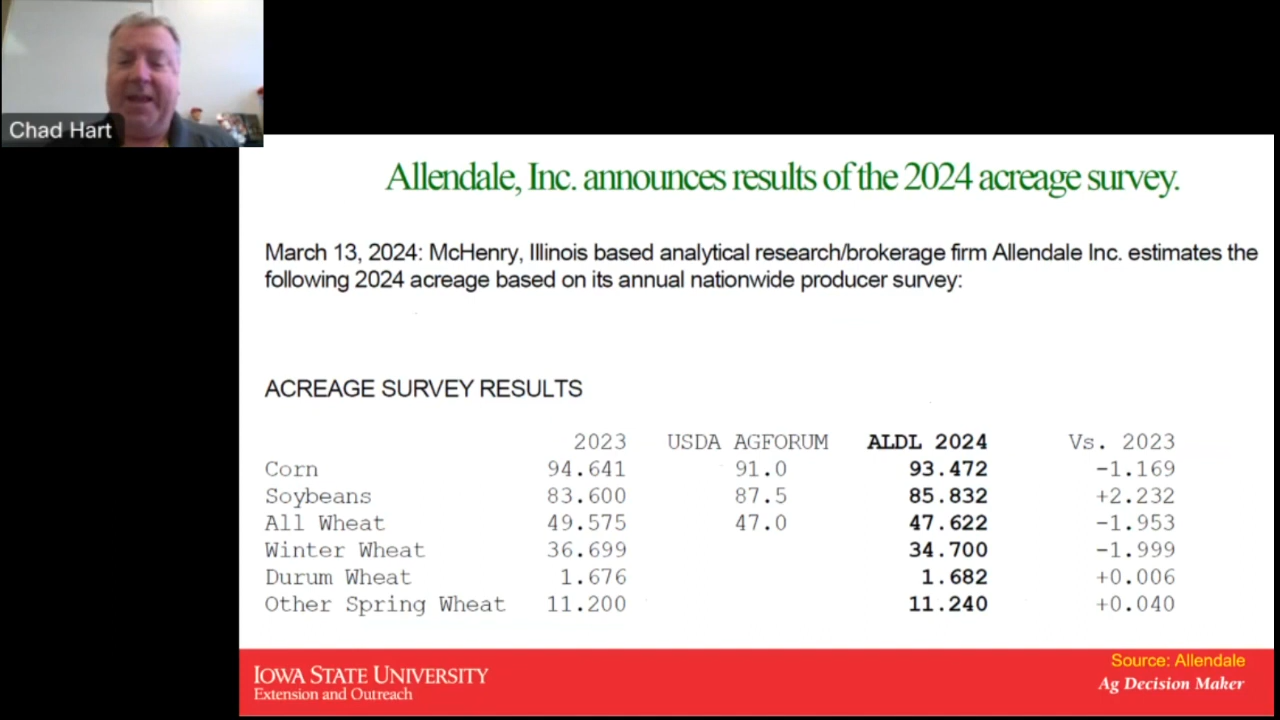 Chad Hart
Allendale, Inc. announces results of the 2024 acreage survey.
March 13, 2024: McHenry, Illinois based analytical research/brokerage firm Allendale Inc. estimates the
following 2024 acreage based on its annual nationwide producer survey:
ACREAGE SURVEY RESULTS
2023 USDA AGFORUM ALDL 2024 Vs. 2023
Corn 94.641 91.0 93.472 -1.169
Soybeans 83.600 87.5 85.832 +2.232
All Wheat 49.575 47.0 47.622 -1.953
Winter Wheat 36.699 34.700 -1.999
Durum Wheat 1.676 1.682 +0.006
Other Spring Wheat 11.200 11.240 +0.040
Source: Allendale
IOWA STATE UNIVERSITY
Extension and Outreach
Ag Decision Maker